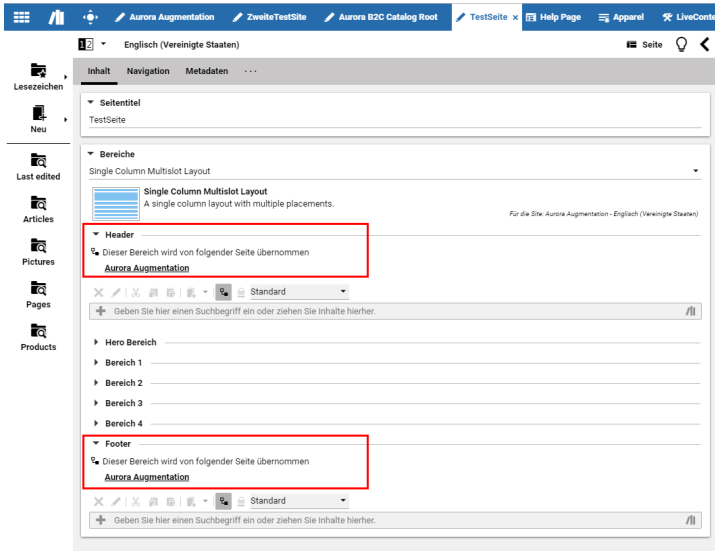 Aurora Augmentation
ZweiteTestSite
Aurora B2C Catalog Root
TestSeite ×
Help Page
Apparel
LiveConte
12
Englisch (Vereinigte Staaten)
Seite
Lesezeichen
Neu
Last edited
Articles
Pictures
Pages
Products
Inhalt
Navigation
Metadaten
...
Seitentitel
TestSeite
Bereiche
Single Column Multislot Layout
Single Column Multislot Layout
A single column layout with multiple placements.
Für die Site: Aurora Augmentation - Englisch (Vereinigte Staaten)
Header
Dieser Bereich wird von folgender Seite übernommen
Aurora Augmentation
Standard
Geben Sie hier einen Suchbegriff ein oder ziehen Sie Inhalte hierher.
Hero Bereich
Bereich 1
Bereich 2
Bereich 3
Bereich 4
Footer
Dieser Bereich wird von folgender Seite übernommen
Aurora Augmentation
Standard
Geben Sie hier einen Suchbegriff ein oder ziehen Sie Inhalte hierher.